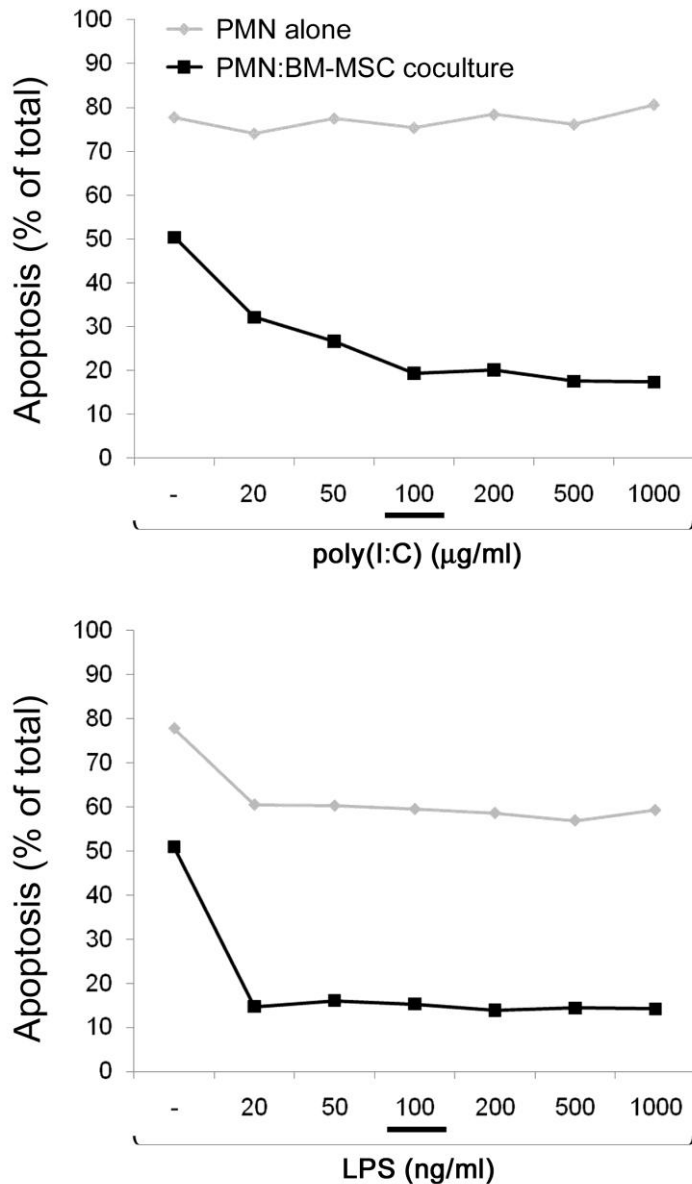 PMN alone
PMN:BM-MSC coculture
Apoptosis (% of total)
100
90
80
70
60
50
40
30
20
10
0
- 20 50 100 200 500 1000
poly(I:C) (μg/ml)
Apoptosis (% of total)
100
90
80
70
60
50
40
30
20
10
0
- 20 50 100 200 500 1000
LPS (ng/ml)